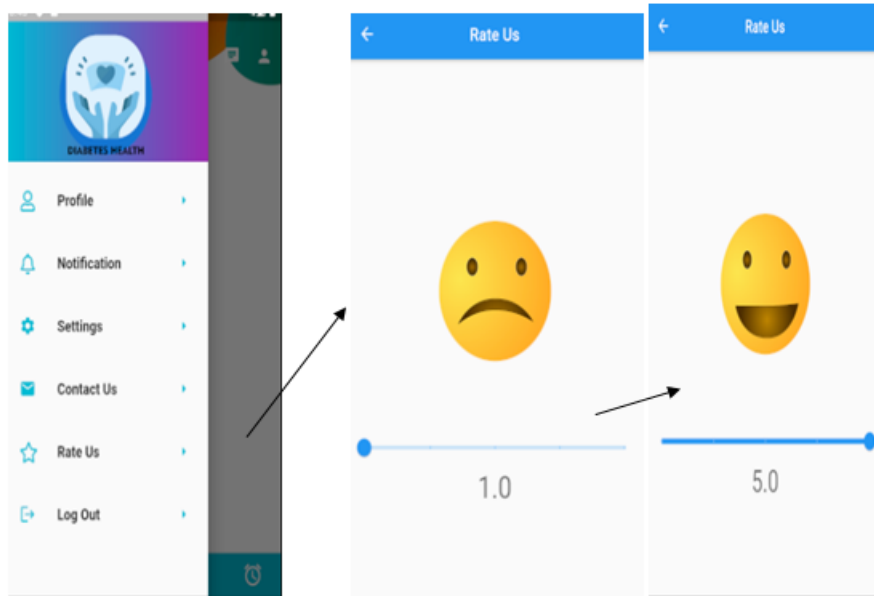 DIABETES HEALTH
Profile
Notification
Settings
Contact Us
Rate Us
Log Out
Rate Us
1.0
Rate Us
5.0